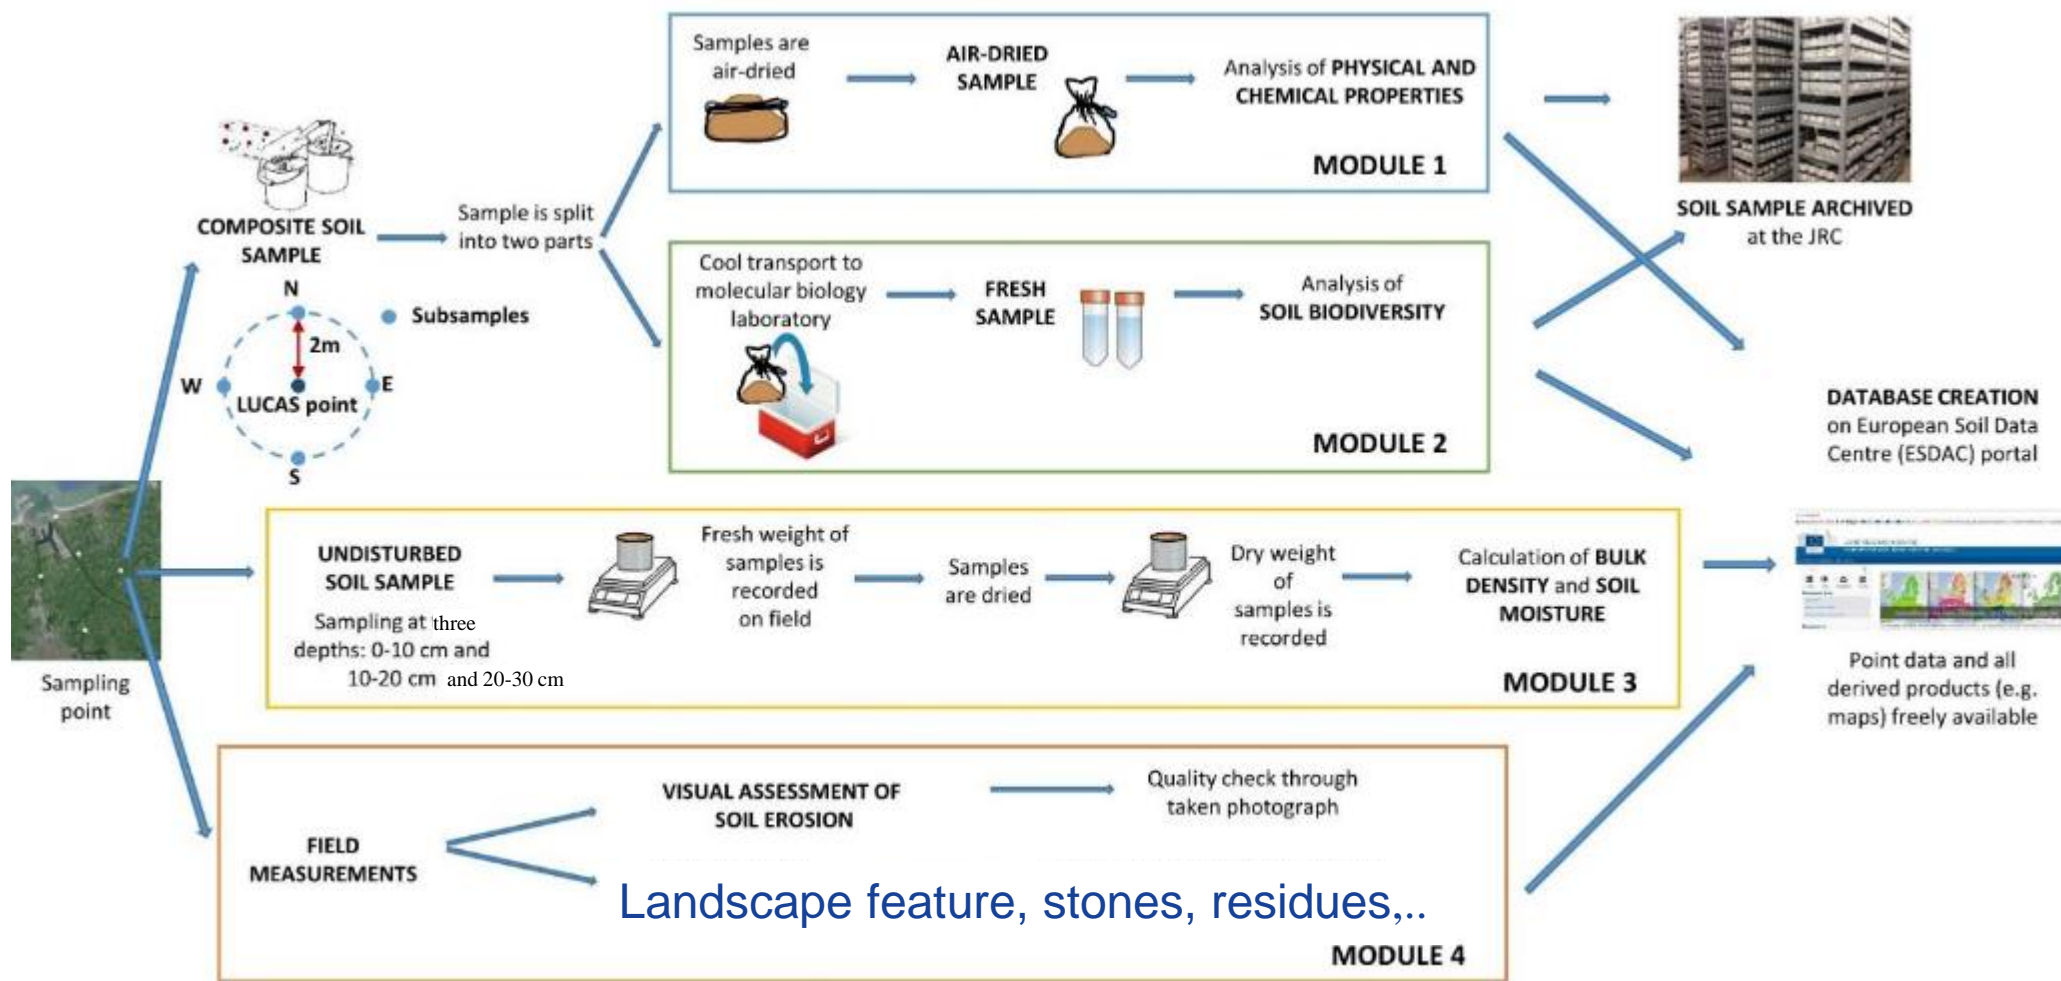 Samples are
air-dried
AIR-DRIED
SAMPLE
Analysis of PHYSICAL AND
CHEMICAL PROPERTIES
MODULE 1
SOIL SAMPLE ARCHIVED
at the JRC
COMPOSITE SOIL
SAMPLE
Sample is split
into two parts
N
Subsamples
2m
W
E
LUCAS point
S
Cool transport to
molecular biology
laboratory
FRESH
SAMPLE
Analysis of
SOIL BIODIVERSITY
MODULE 2
DATABASE CREATION
on European Soil Data
Centre (ESDAC) portal
Sampling
point
UNDISTURBED
SOIL SAMPLE
Sampling at three
depths: 0-10 cm and
10-20 cm and 20-30 cm
Fresh weight of
samples is
recorded
on field
Samples
are dried
Dry weight
of
samples is
recorded
Calculation of BULK
DENSITY and SOIL
MOISTURE
MODULE 3
Point data and all
derived products (e.g.
maps) freely available
FIELD
MEASUREMENTS
VISUAL ASSESSMENT OF
SOIL EROSION
Quality check through
taken photograph
Landscape feature, stones, residues,..
MODULE 4